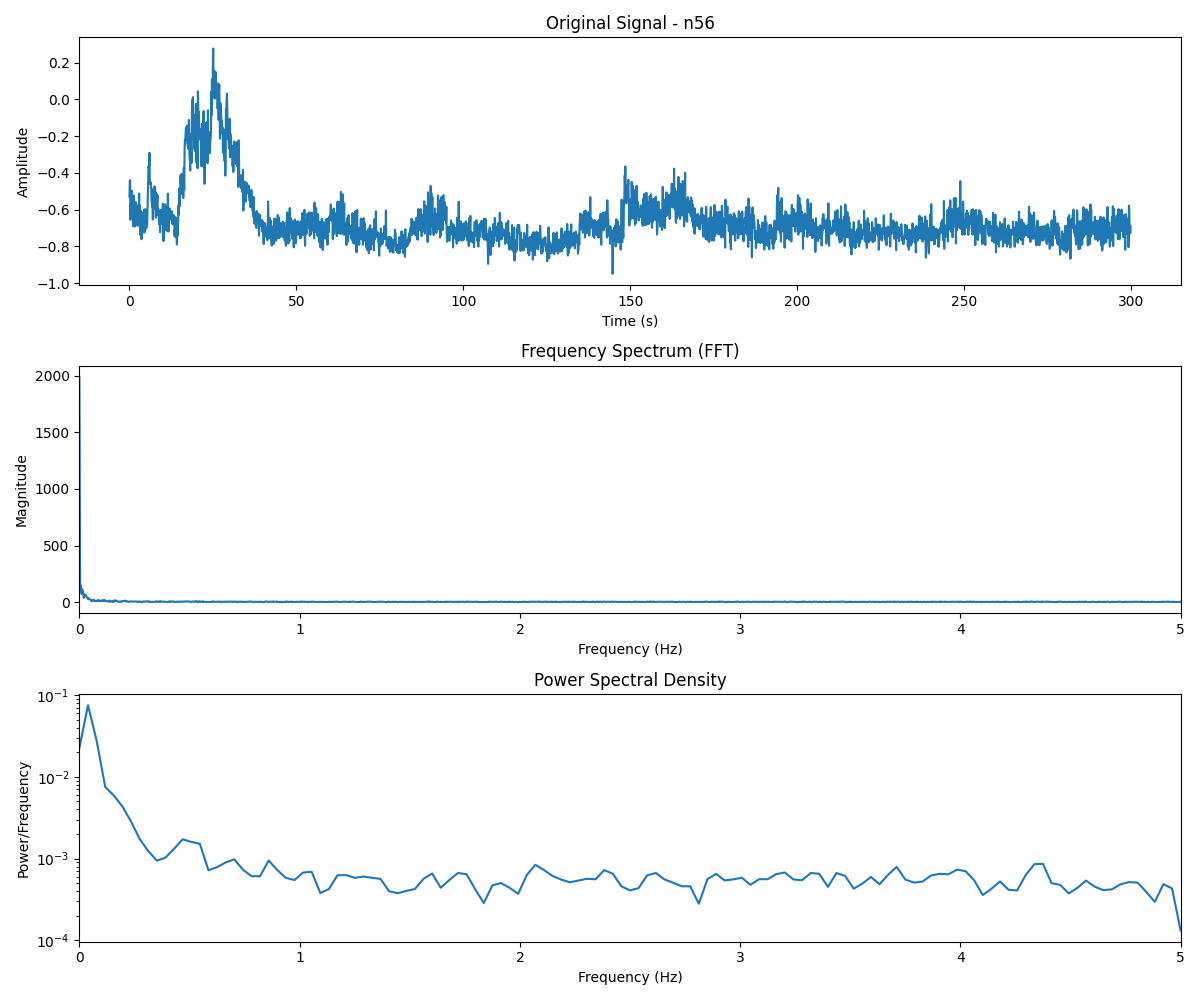 Original Signal - n56
0.2
0.0
−0.2
−0.4
−0.6
−0.8
−1.0
Amplitude
0 50 100 150 200 250 300
Time (s)
Frequency Spectrum (FFT)
2000
1500
1000
500
0
Magnitude
0 1 2 3 4 5
Frequency (Hz)
Power Spectral Density
10⁻¹
10⁻²
10⁻³
10⁻⁴
Power/Frequency
0 1 2 3 4 5
Frequency (Hz)